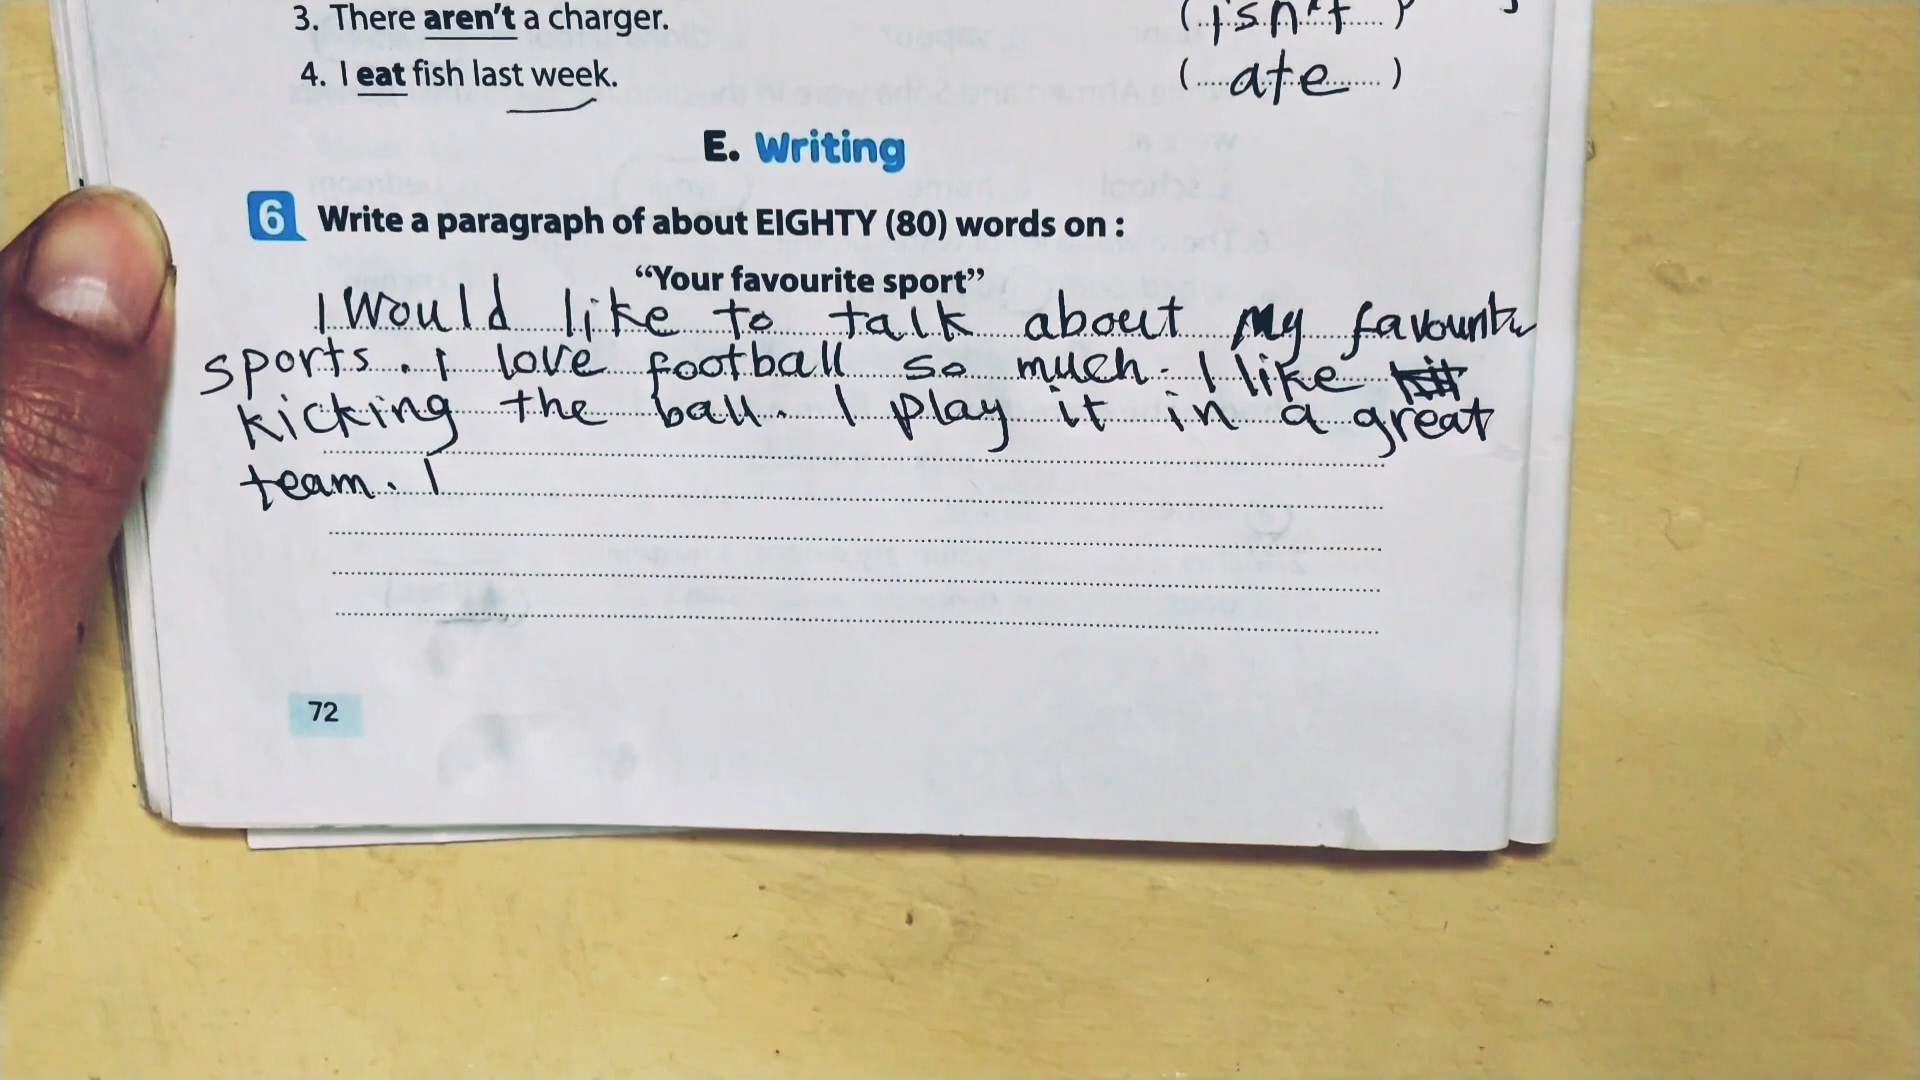 3. There aren't a charger. (isn't)
4. I eat fish last week. (ate)
E. Writing
6 Write a paragraph of about EIGHTY (80) words on :
"Your favourite sport"
I Would like to talk about My favourite
sports. I love football so much. I like
kicking the ball. I play it in a great
team. I
72